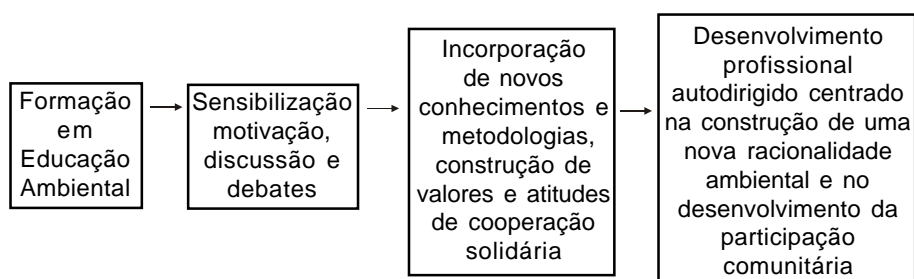 Formação
em
Educação
Ambiental
Sensibilização
motivação,
discussão e
debates
Incorporação
de novos
conhecimentos e
metodologias,
construção de
valores e atitudes
de cooperação
solidária
Desenvolvimento
profissional
autodirigido centrado
na construção de uma
nova racionalidade
ambiental e no
desenvolvimento da
participação
comunitária